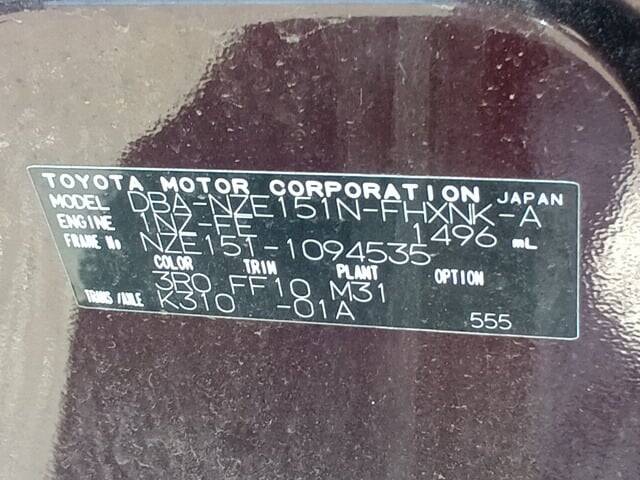 TOYOTA MOTOR CORPORATION JAPAN
MODEL DBA-NZE151N-FHXNK-A
ENGINE 1NZ-FE 1496 mL
FRAME No NZE151-1094535
COLOR TRIM PLANT OPTION
3R0 FF10 M31
TRANS/AXLE K310 -01A 555